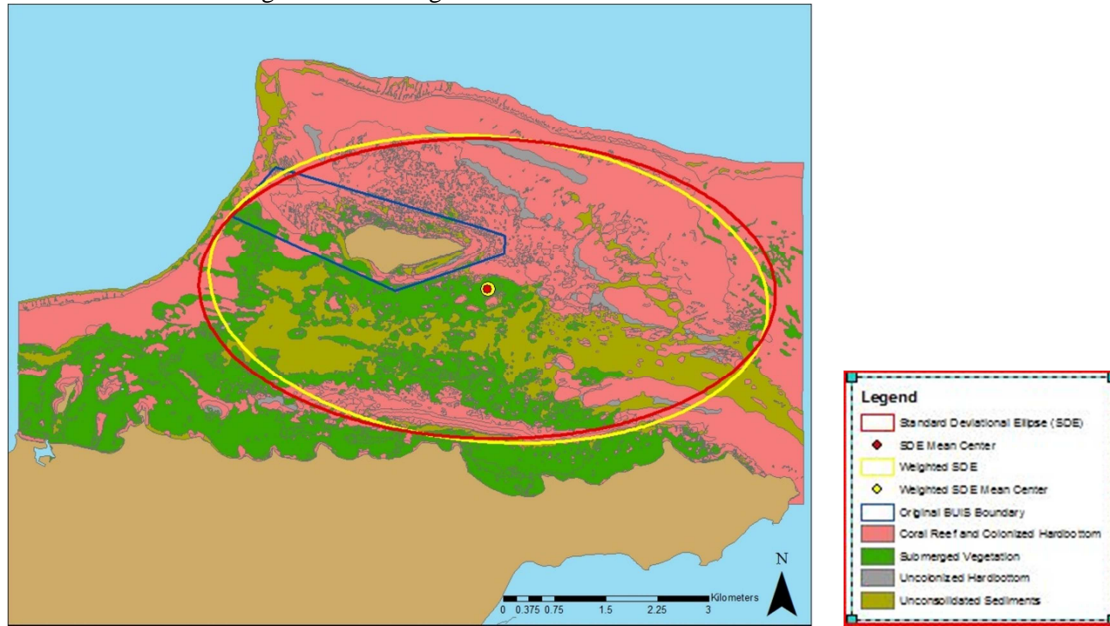 N
Kilometers
0 0.375 0.75 1.5 2.25 3
Legend
Standard Deviational Ellipse (SDE)
SDE Mean Center
Weighted SDE
Weighted SDE Mean Center
Original BUIS Boundary
Coral Reef and Colonized Hardbottom
Submerged Vegetation
Uncolonized Hardbottom
Unconsolidated Sediments